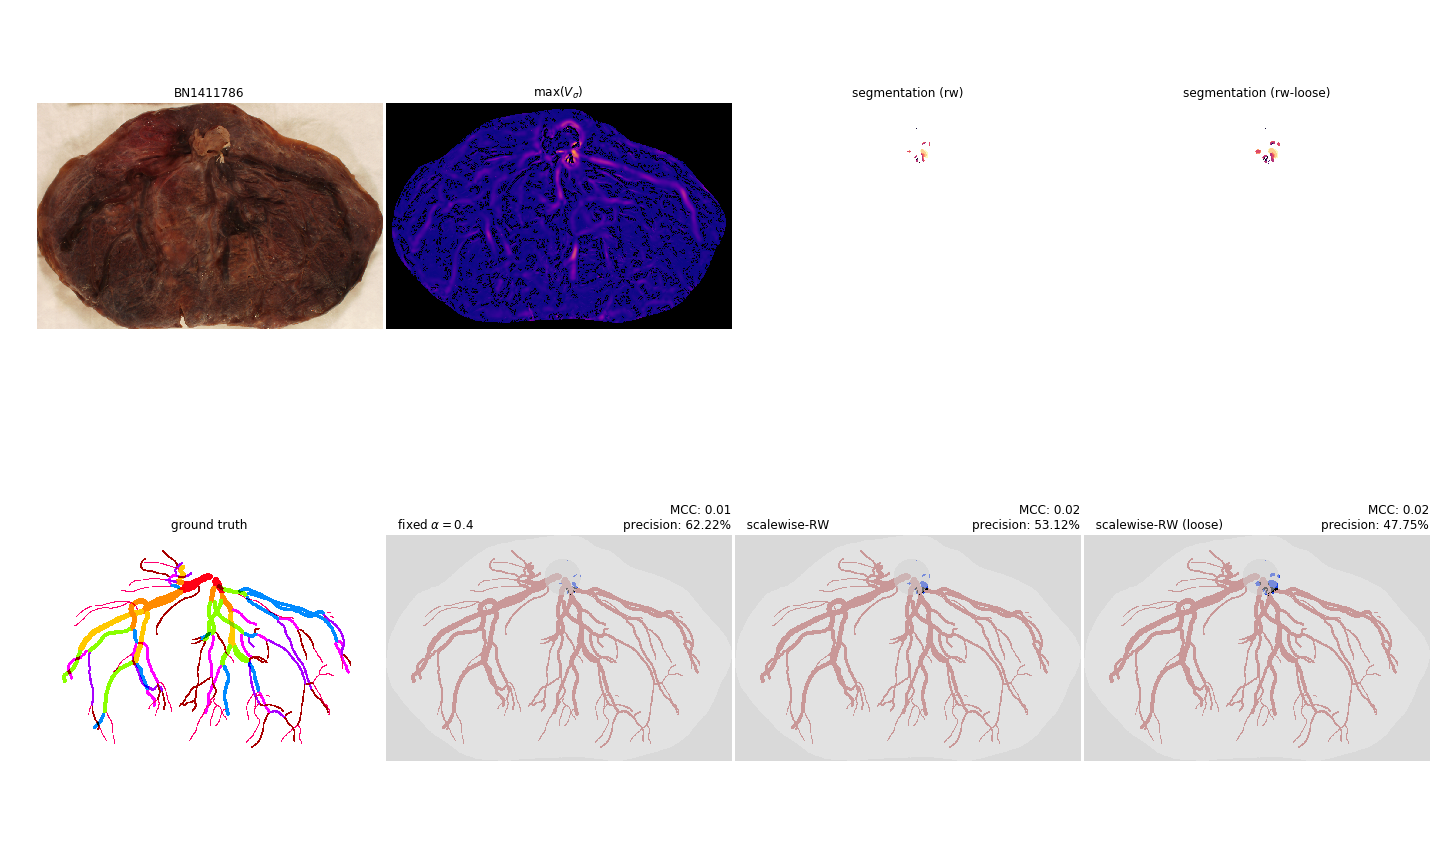 BN1411786
max(V_σ)
segmentation (rw)
segmentation (rw-loose)
ground truth
MCC: 0.01
fixed α = 0.4 precision: 62.22%
MCC: 0.02
scalewise-RW precision: 53.12%
MCC: 0.02
scalewise-RW (loose) precision: 47.75%